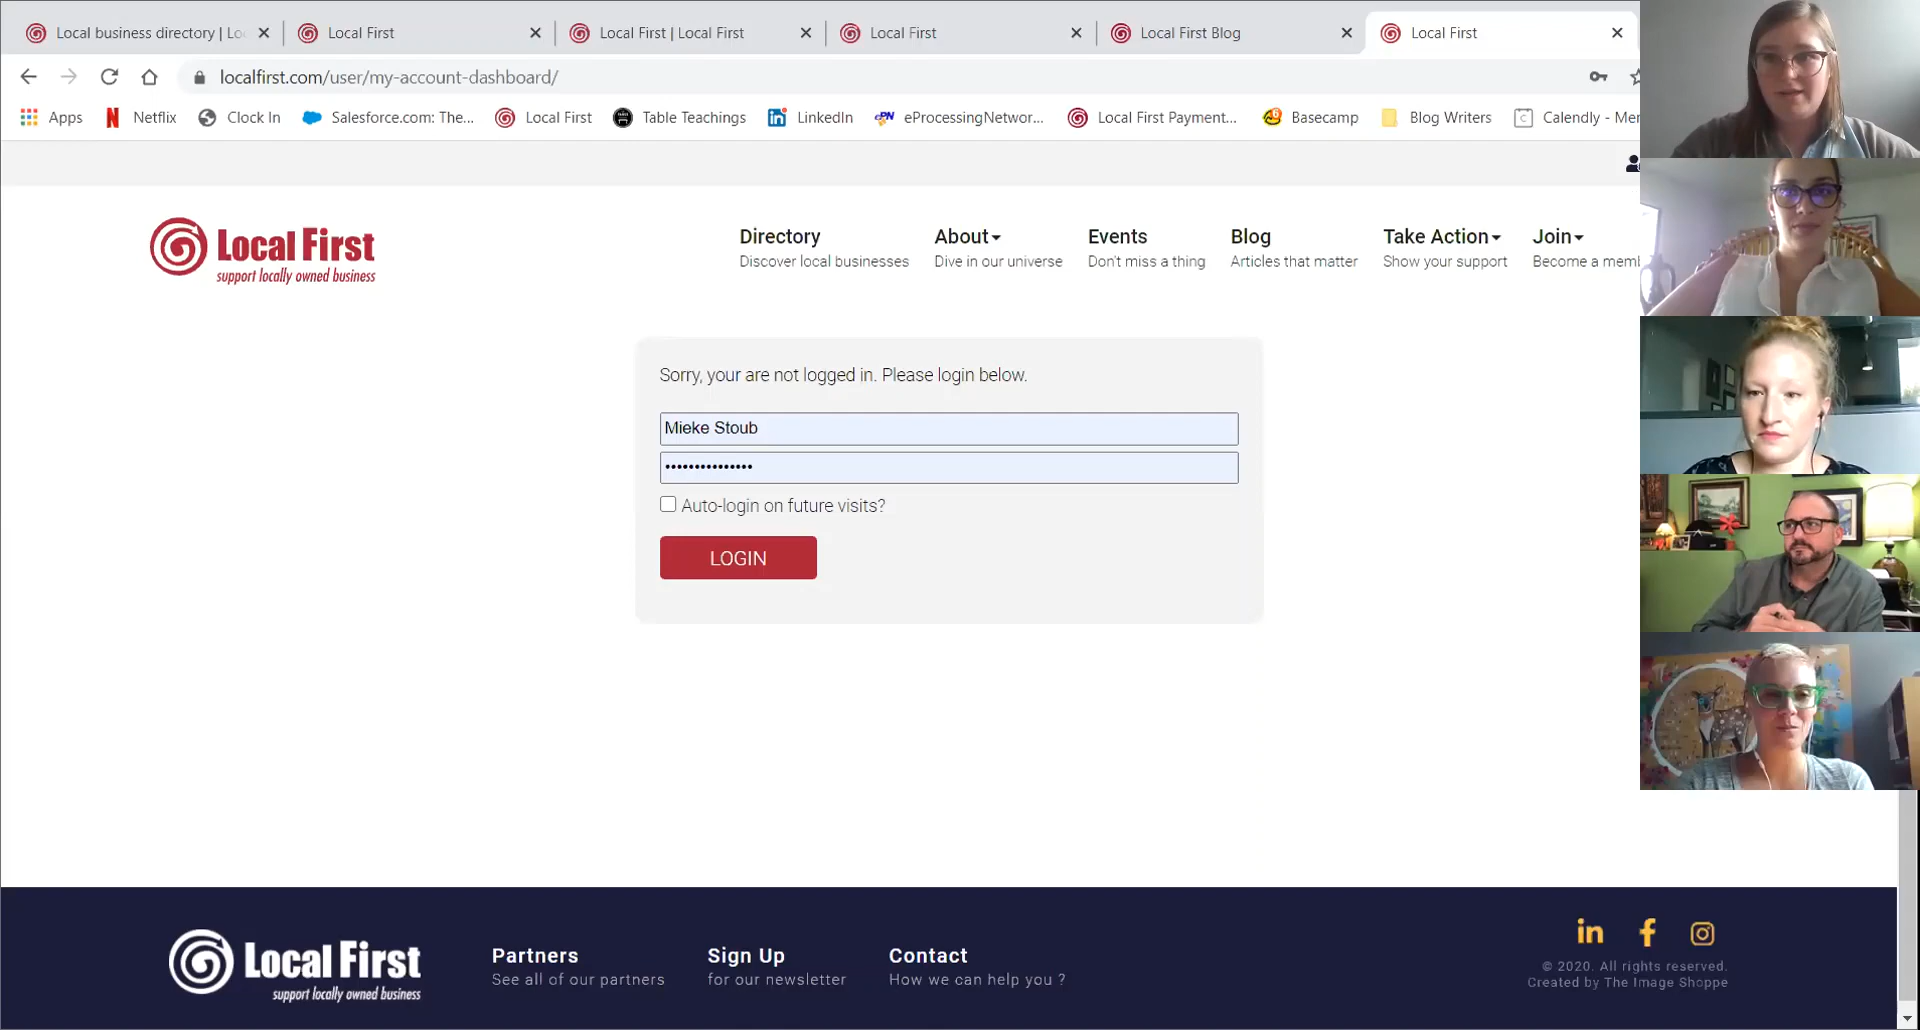 Local business directory | Lo
Local First
Local First | Local First
Local First
Local First Blog
Local First
localfirst.com/user/my-account-dashboard/
Apps
Netflix
Clock In
Salesforce.com: The...
Local First
Table Teachings
LinkedIn
eProcessingNetwor...
Local First Payment...
Basecamp
Blog Writers
Calendly - Mer
Local First
support locally owned business
Directory
Discover local businesses
About
Dive in our universe
Events
Don't miss a thing
Blog
Articles that matter
Take Action
Show your support
Join
Become a memb
Sorry, your are not logged in. Please login below.
Mieke Stoub
•••••••••••••••
Auto-login on future visits?
LOGIN
Local First
support locally owned business
Partners
See all of our partners
Sign Up
for our newsletter
Contact
How we can help you ?
© 2020. All rights reserved.
Created by The Image Shoppe